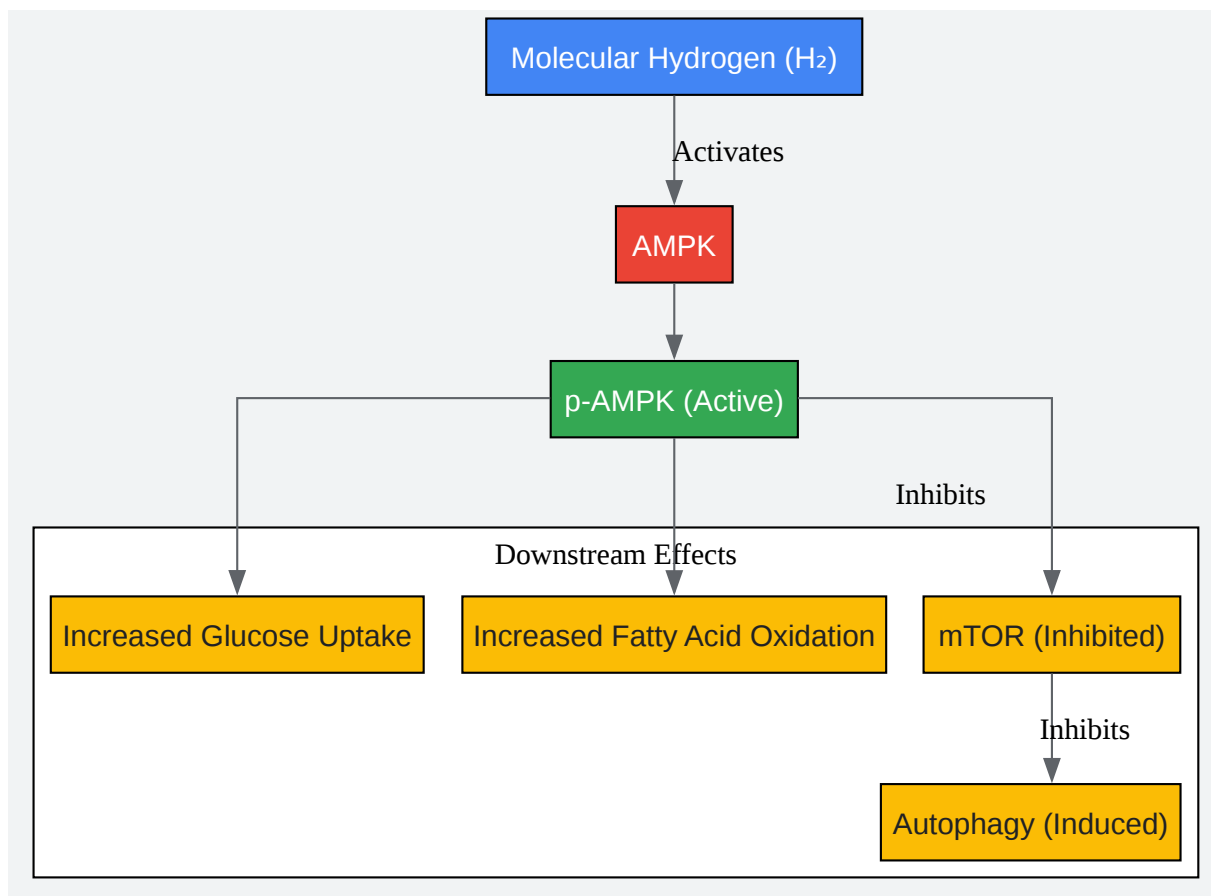 Molecular Hydrogen (H₂)
Activates
AMPK
p-AMPK (Active)
Inhibits
Downstream Effects
Increased Glucose Uptake
Increased Fatty Acid Oxidation
mTOR (Inhibited)
Inhibits
Autophagy (Induced)